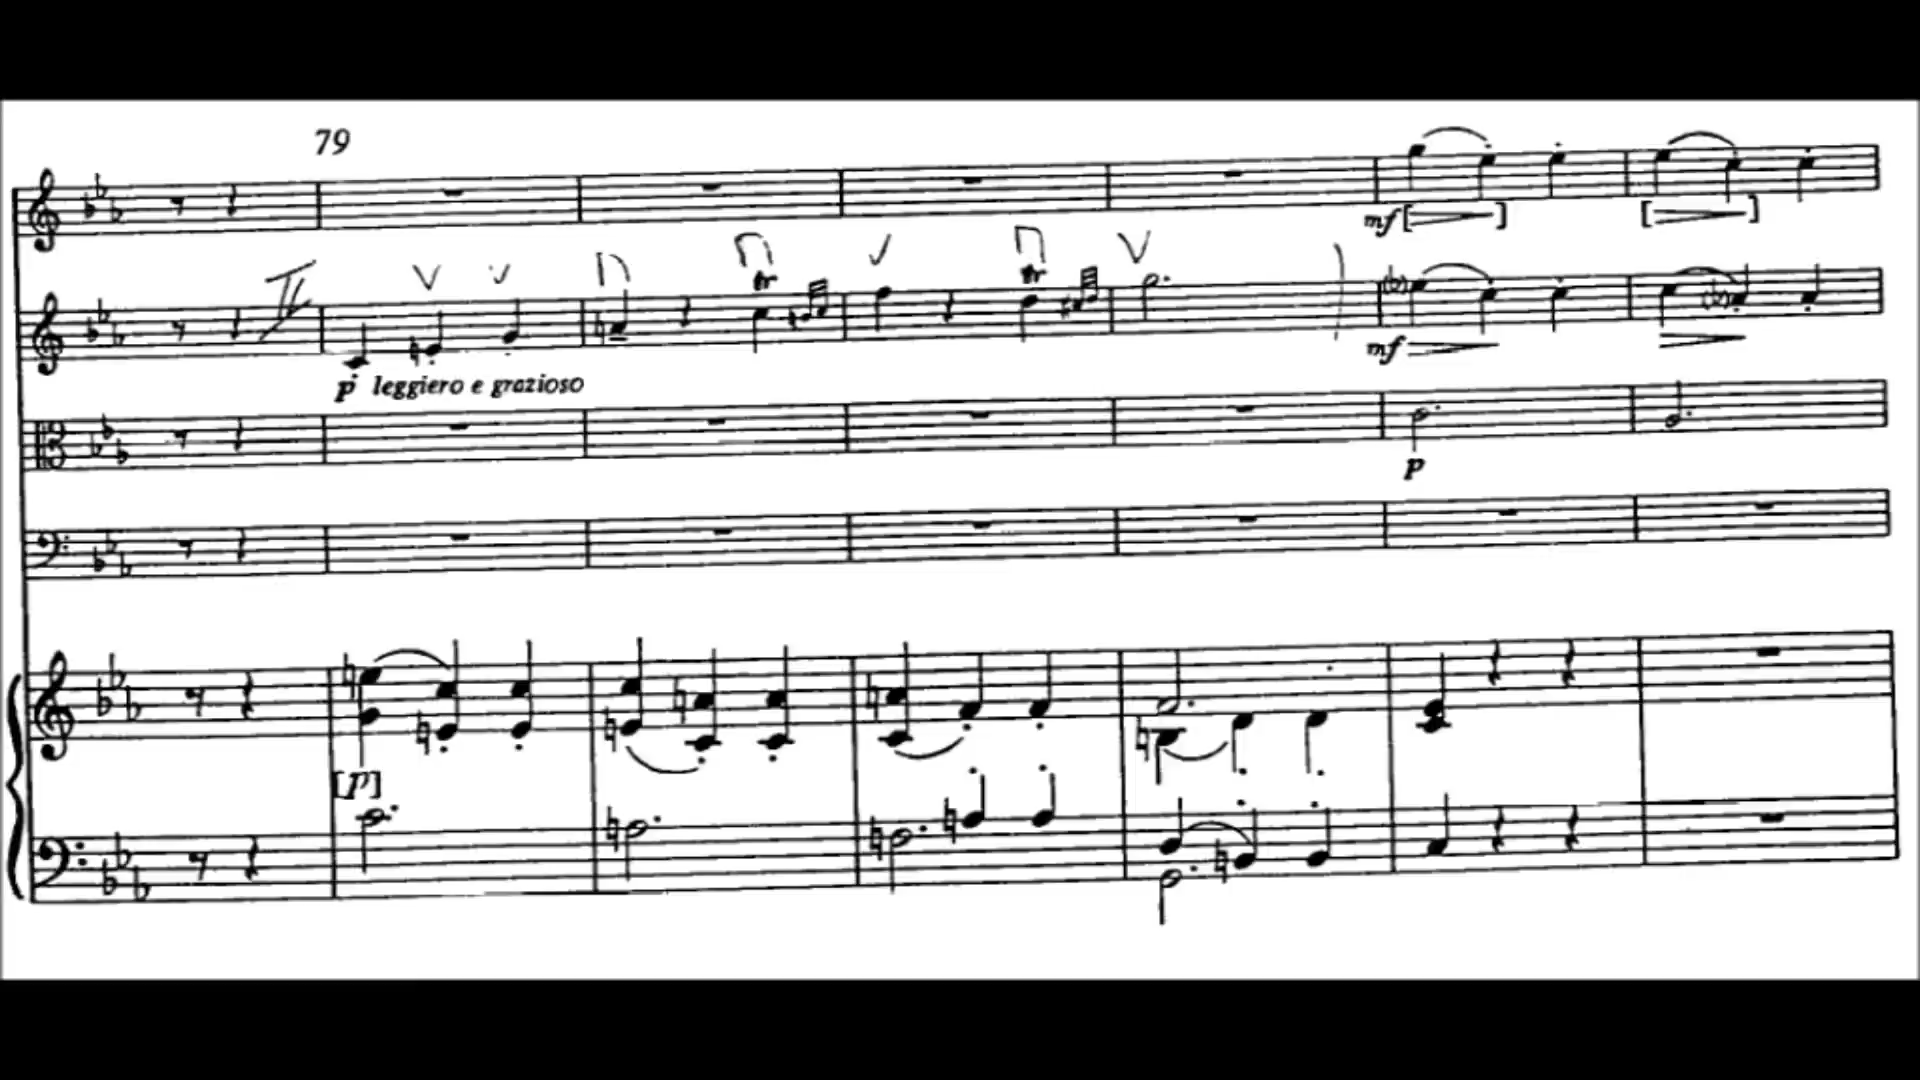 79
mf [ ]
[ ]
tr
tr
p leggiero e grazioso
mf
p
[p]